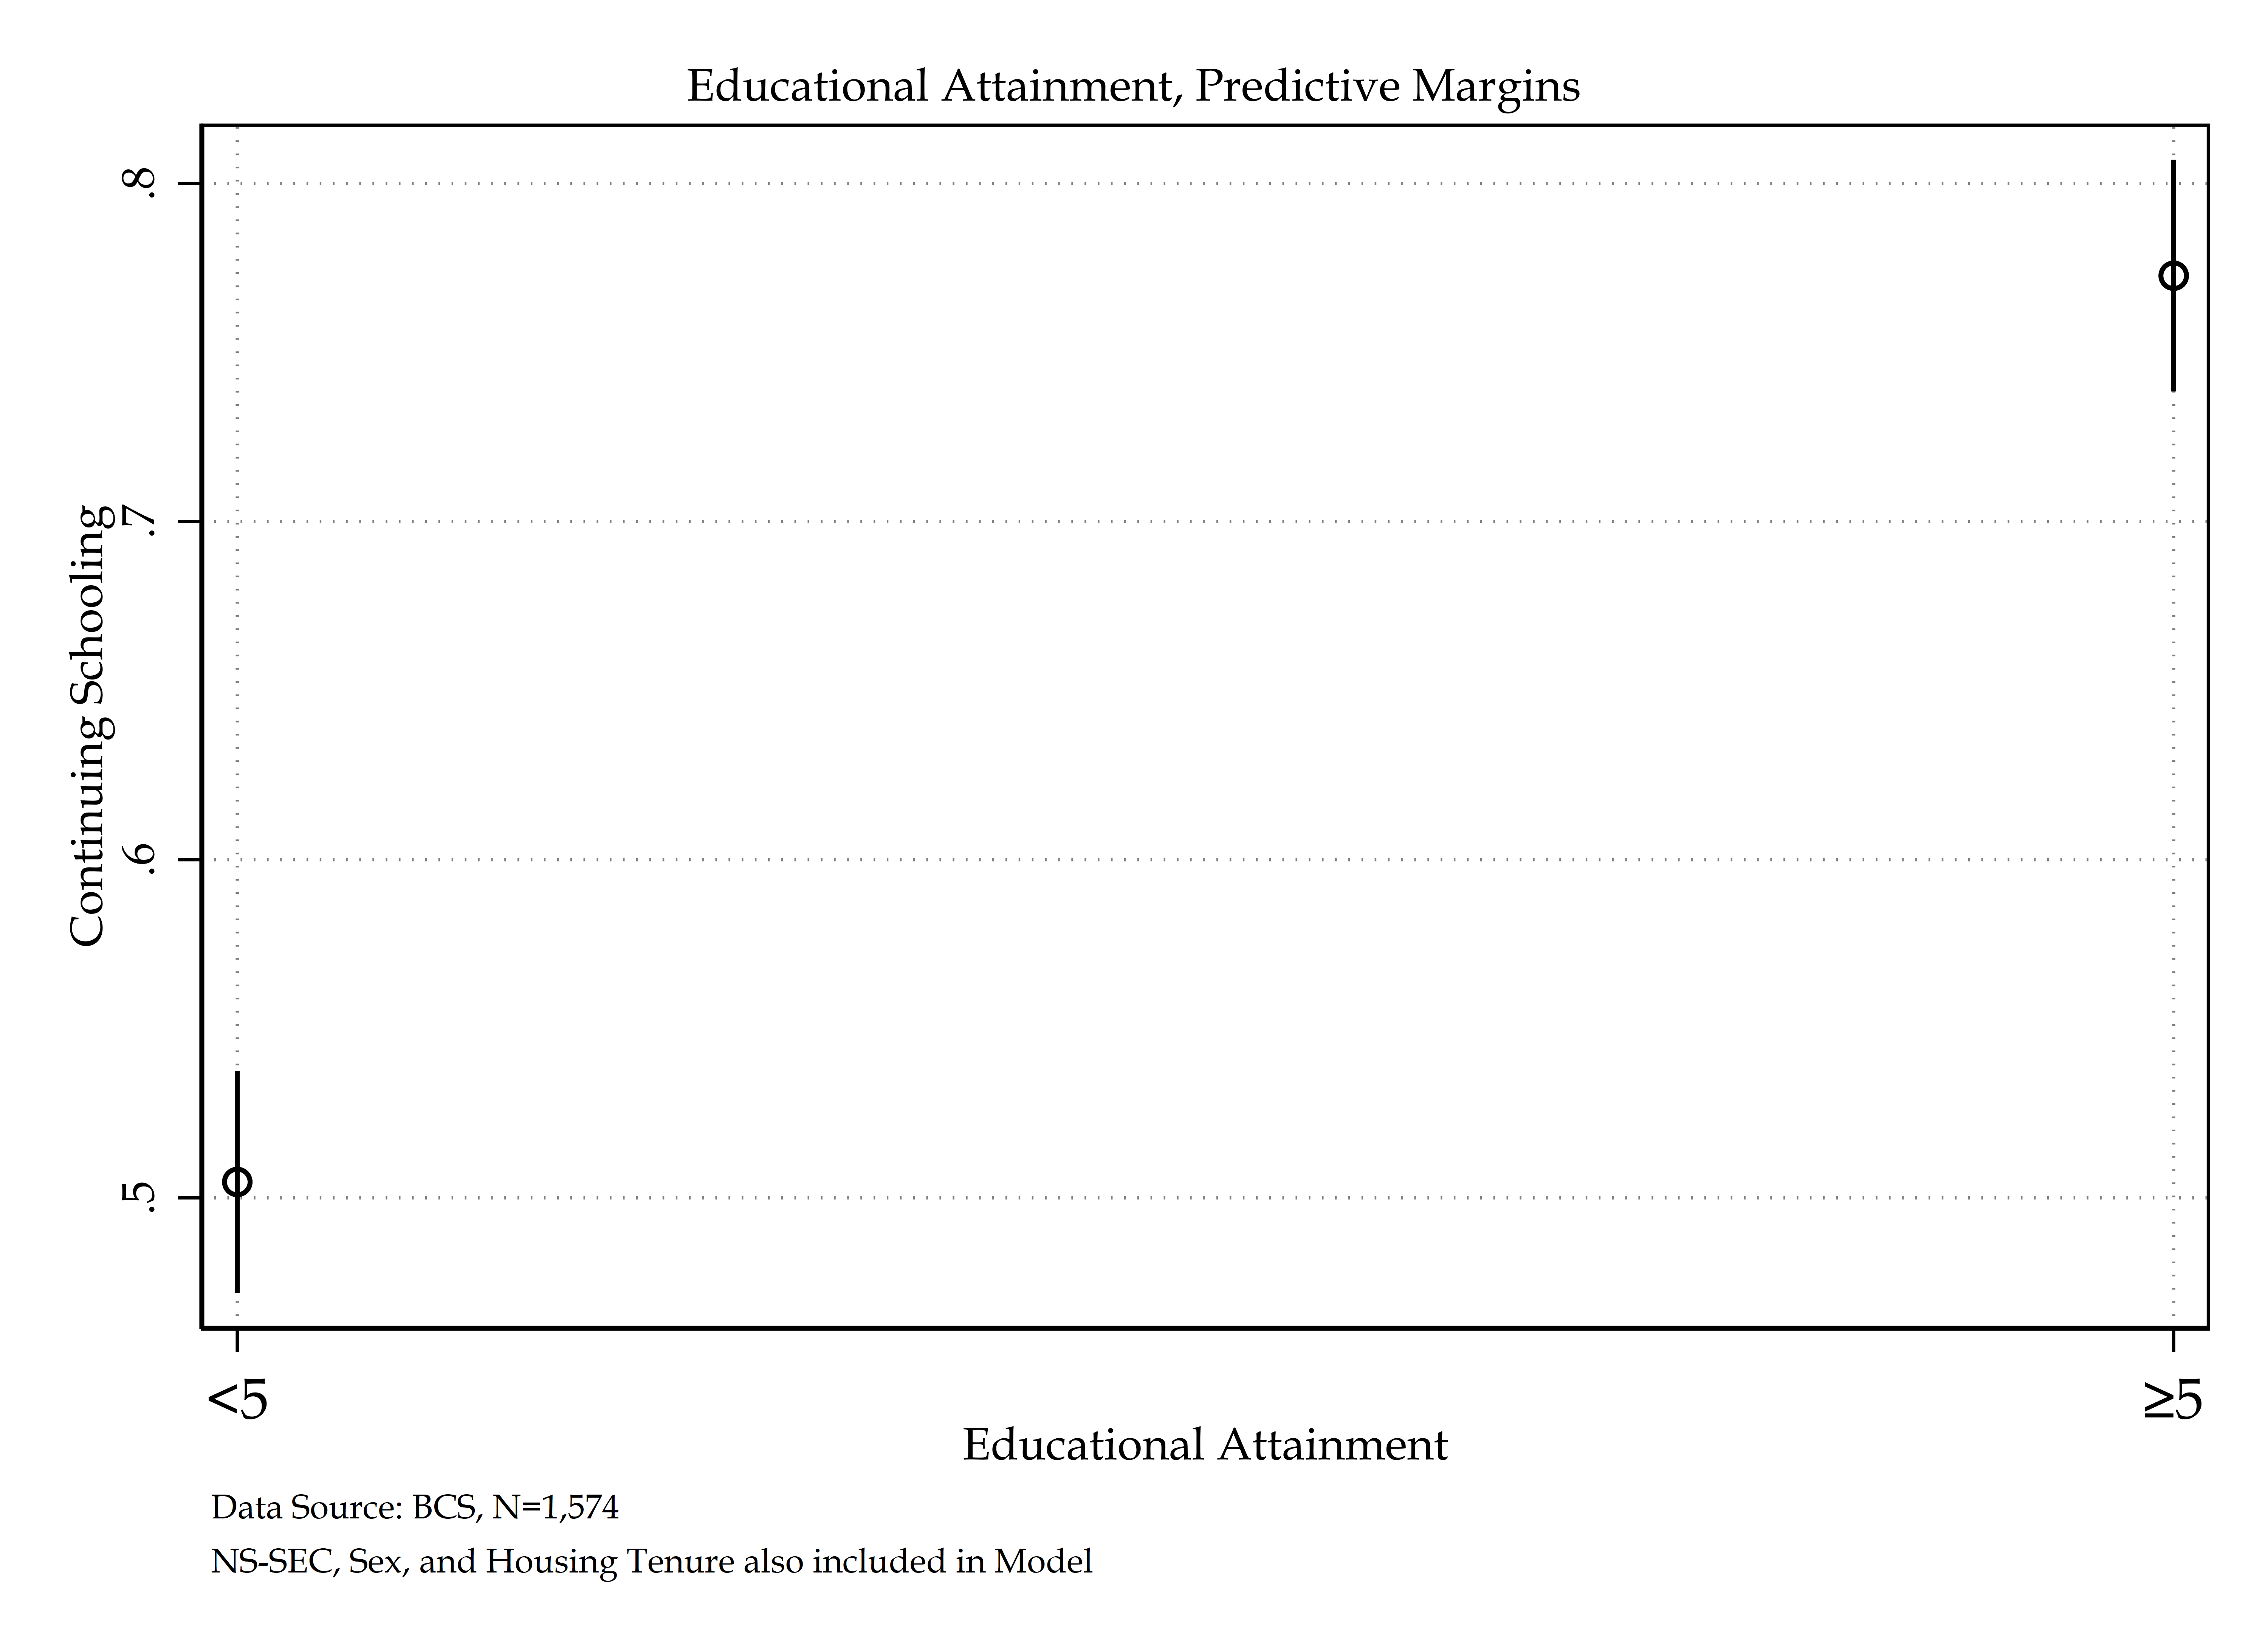 Educational Attainment, Predictive Margins
Continuing Schooling
.8
.7
.6
.5
<5
≥5
Educational Attainment
Data Source: BCS, N=1,574
NS-SEC, Sex, and Housing Tenure also included in Model